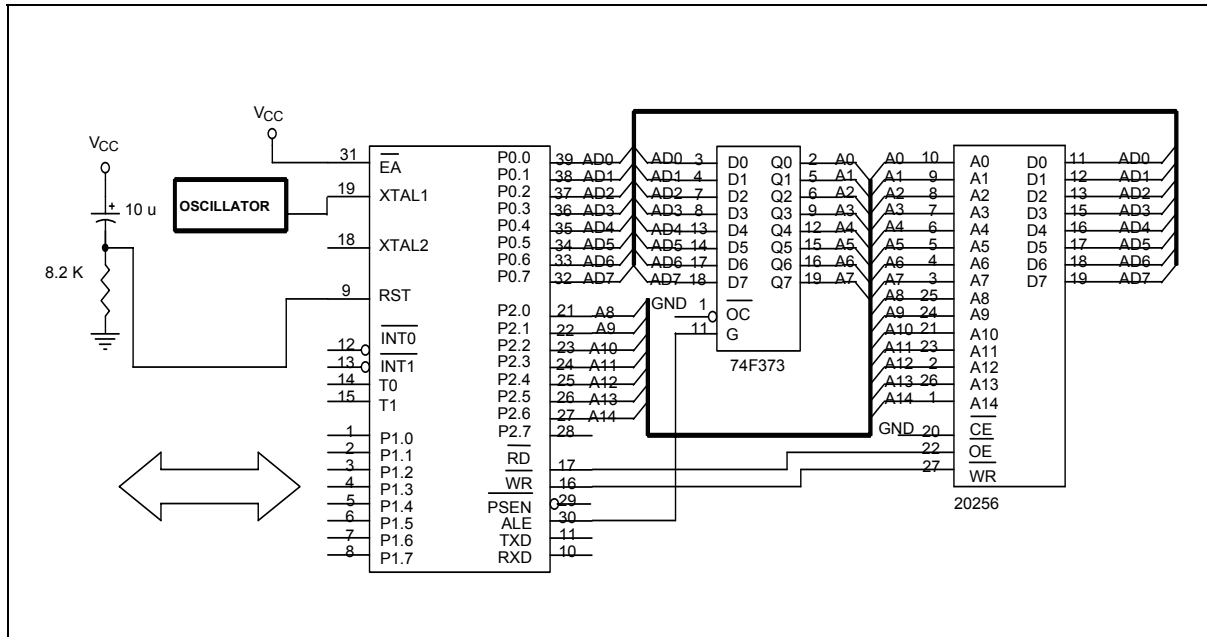 VCC
VCC
10 u
8.2 K
OSCILLATOR
31 EA
19 XTAL1
18 XTAL2
9 RST
12 INT0
13 INT1
14 T0
15 T1
1 P1.0
2 P1.1
3 P1.2
4 P1.3
5 P1.4
6 P1.5
7 P1.6
8 P1.7
P0.0 39 AD0
P0.1 38 AD1
P0.2 37 AD2
P0.3 36 AD3
P0.4 35 AD4
P0.5 34 AD5
P0.6 33 AD6
P0.7 32 AD7
P2.0 21 A8
P2.1 22 A9
P2.2 23 A10
P2.3 24 A11
P2.4 25 A12
P2.5 26 A13
P2.6 27 A14
P2.7 28
RD 17
WR 16
PSEN 29
ALE 30
TXD 11
RXD 10
AD0 3 D0 Q0 2 A0
AD1 4 D1 Q1 5 A1
AD2 7 D2 Q2 6 A2
AD3 8 D3 Q3 9 A3
AD4 13 D4 Q4 12 A4
AD5 14 D5 Q5 15 A5
AD6 17 D6 Q6 16 A6
AD7 18 D7 Q7 19 A7
GND 1 OC
11 G
74F373
A0 10 A0 D0 11 AD0
A1 9 A1 D1 12 AD1
A2 8 A2 D2 13 AD2
A3 7 A3 D3 15 AD3
A4 6 A4 D4 16 AD4
A5 5 A5 D5 17 AD5
A6 4 A6 D6 18 AD6
A7 3 A7 D7 19 AD7
A8 25 A8
A9 24 A9
A10 21 A10
A11 23 A11
A12 2 A12
A13 26 A13
A14 1 A14
GND 20 CE
22 OE
27 WR
20256